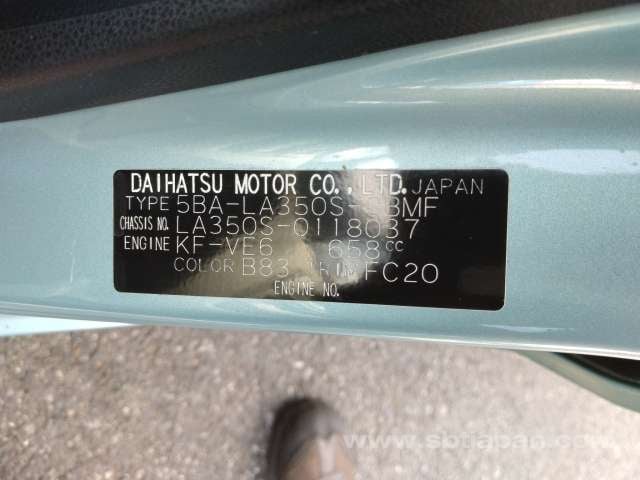 DAIHATSU MOTOR CO., LTD. JAPAN
TYPE 5BA-LA350S-
CHASSIS NO. LA350S-0118037
ENGINE KF-VE6 658CC
COLOR B83 TRIM FC20
ENGINE NO.
www.sbtjapan.com